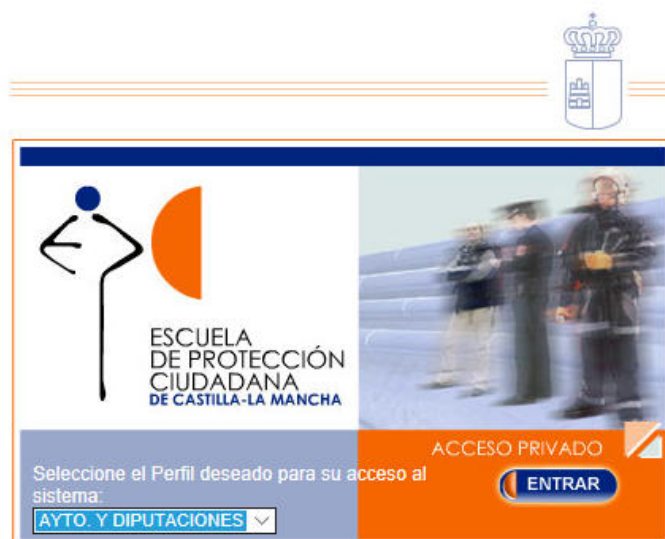 ESCUELA
DE PROTECCIÓN
CIUDADANA
DE CASTILLA-LA MANCHA
ACCESO PRIVADO
Seleccione el Perfil deseado para su acceso al
sistema:
ENTRAR
AYTO. Y DIPUTACIONES